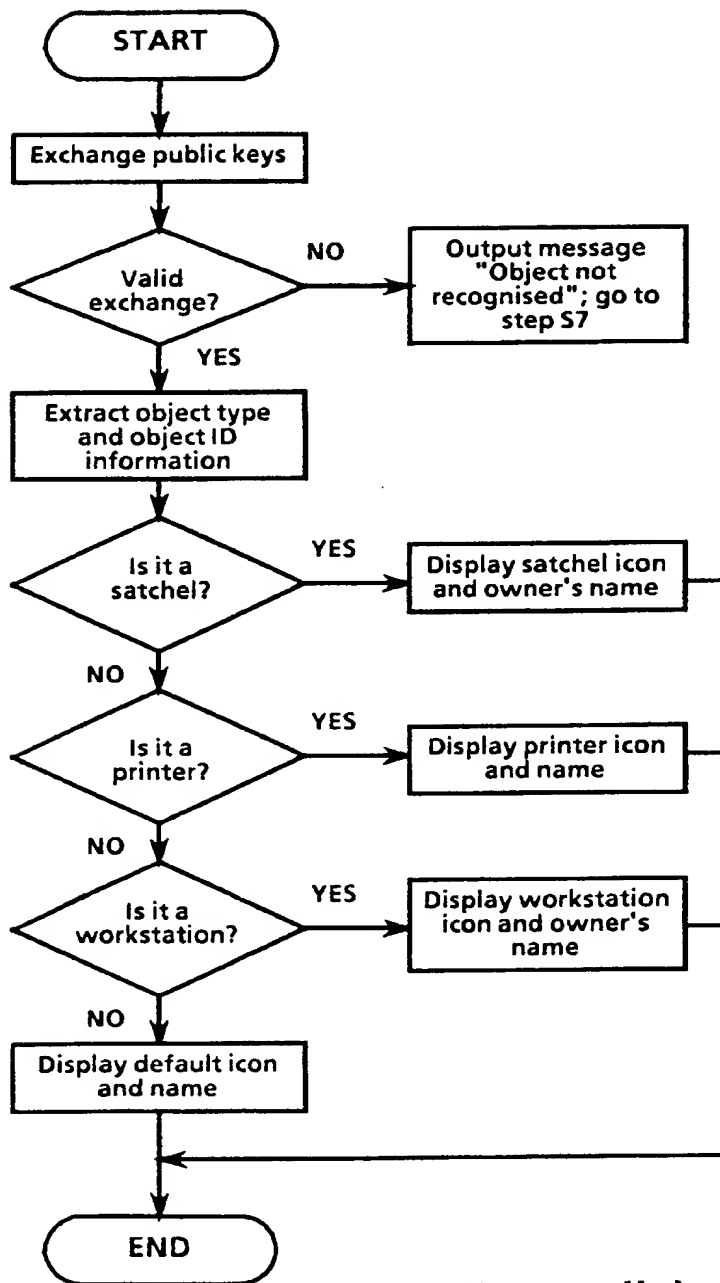 START
Exchange public keys
Valid
exchange?
NO
Output message
"Object not
recognised"; go to
step S7
YES
Extract object type
and object ID
information
Is it a
satchel?
YES
Display satchel icon
and owner's name
NO
Is it a
printer?
YES
Display printer icon
and name
NO
Is it a
workstation?
YES
Display workstation
icon and owner's
name
NO
Display default icon
and name
END